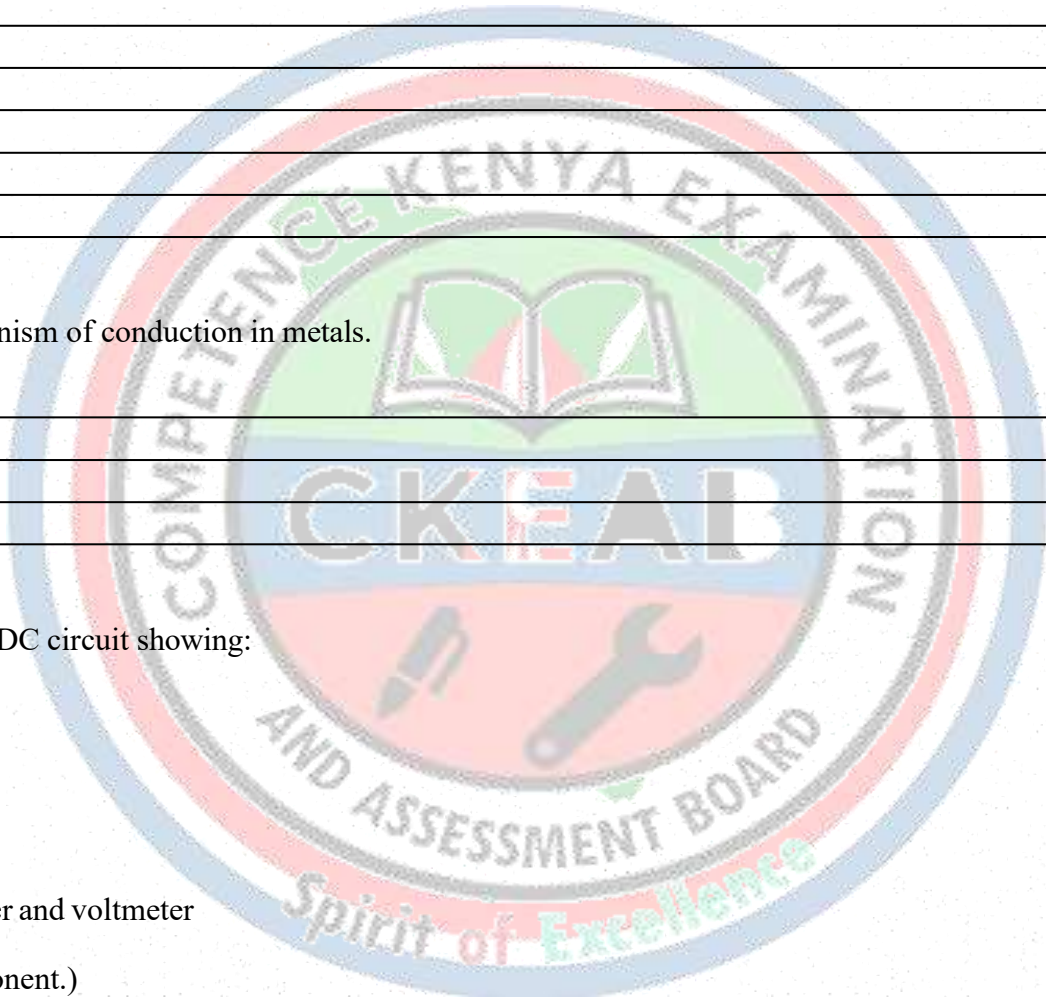 COMPETENCE KENYA EXAMINATION
nism of conduction in metals.
CKEAB
DC circuit showing:
AND ASSESSMENT BOARD
er and voltmeter
Spirit of Excellence
onent.)